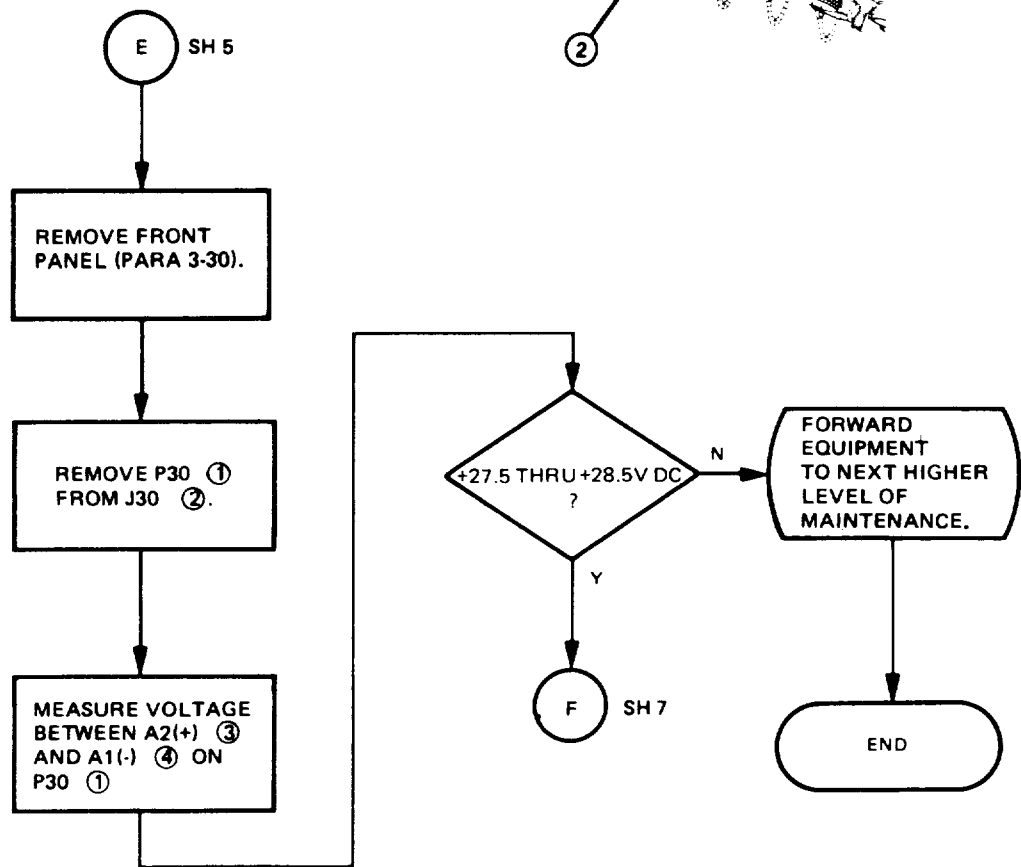 ②
E SH 5
REMOVE FRONT
PANEL (PARA 3-30).
REMOVE P30 ①
FROM J30 ②.
MEASURE VOLTAGE
BETWEEN A2(+) ③
AND A1(-) ④ ON
P30 ①
+27.5 THRU +28.5V DC
?
N
Y
FORWARD
EQUIPMENT
TO NEXT HIGHER
LEVEL OF
MAINTENANCE.
F SH 7
END